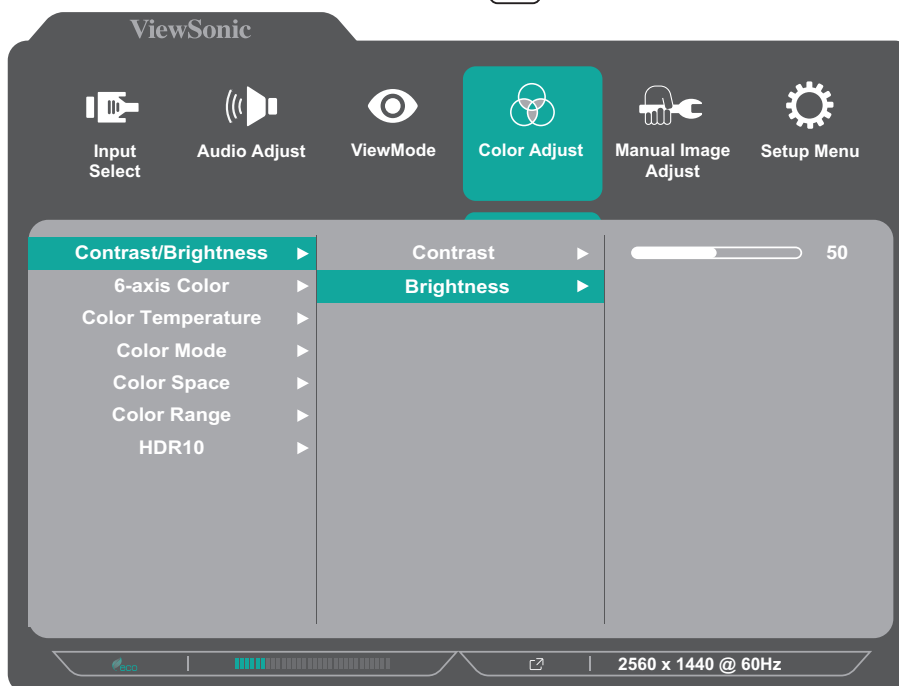 ViewSonic
Input Select
Audio Adjust
ViewMode
Color Adjust
Manual Image Adjust
Setup Menu
Contrast/Brightness
Contrast
50
6-axis Color
Brightness
Color Temperature
Color Mode
Color Space
Color Range
HDR10
eco
2560 x 1440 @ 60Hz